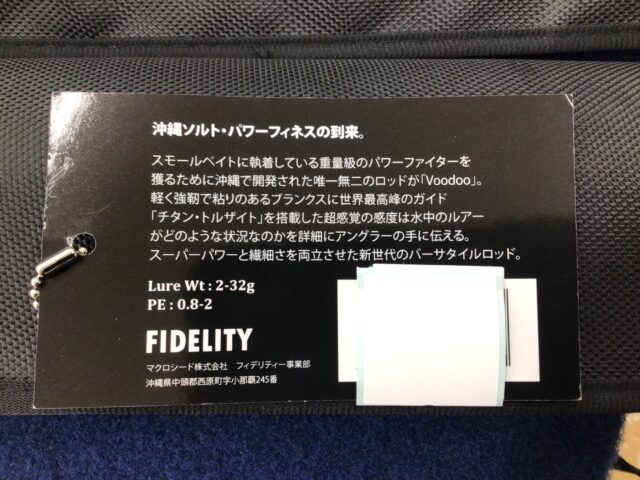 沖縄ソルト・パワーフィネスの到来。
スモールベイトに執着している重量級のパワーファイターを
獲るために沖縄で開発された唯一無二のロッドが「Voodoo」。
軽く強靭で粘りのあるブランクスに世界最高峰のガイド
「チタン・トルザイト」を搭載した超感覚の感度は水中のルアー
がどのような状況なのかを詳細にアングラーの手に伝える。
スーパーパワーと繊細さを両立させた新世代のバーサタイルロッド。
Lure Wt : 2-32g
PE : 0.8-2
FIDELITY
マクロシード株式会社　フィデリティー事業部
沖縄県中頭郡西原町字小那覇245番